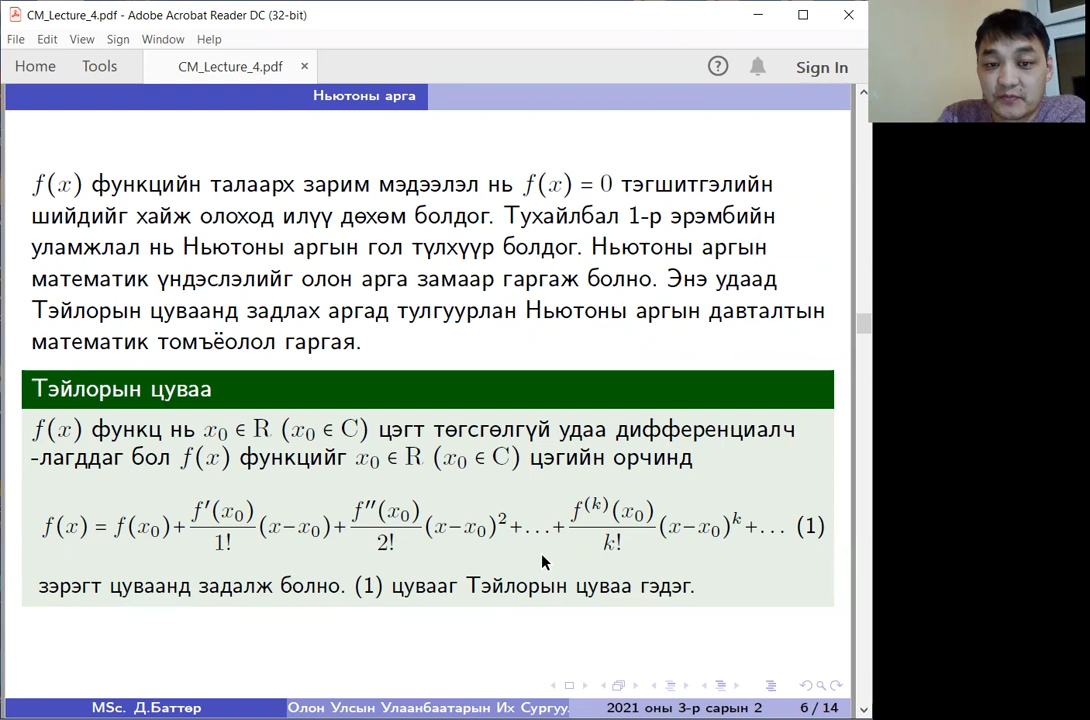 CM_Lecture_4.pdf - Adobe Acrobat Reader DC (32-bit)
File Edit View Sign Window Help
Home Tools CM_Lecture_4.pdf × Sign In
Ньютоны арга
f(x) функцийн талаарх зарим мэдээлэл нь f(x) = 0 тэгшитгэлийн
шийдийг хайж олоход илүү дөхөм болдог. Тухайлбал 1-р эрэмбийн
уламжлал нь Ньютоны аргын гол түлхүүр болдог. Ньютоны аргын
математик үндэслэлийг олон арга замаар гаргаж болно. Энэ удаад
Тэйлорын цуваанд задлах аргад тулгуурлан Ньютоны аргын давталтын
математик томъёолол гаргая.
Тэйлорын цуваа
f(x) функц нь x₀ ∈ R (x₀ ∈ C) цэгт төгсгөлгүй удаа дифференциалч
-лагддаг бол f(x) функцийг x₀ ∈ R (x₀ ∈ C) цэгийн орчинд
f(x) = f(x₀)+f′(x₀)/1!(x−x₀)+f″(x₀)/2!(x−x₀)²+…+f⁽ᵏ⁾(x₀)/k!(x−x₀)ᵏ+… (1)
зэрэгт цуваанд задалж болно. (1) цувааг Тэйлорын цуваа гэдэг.
MSc. Д.Баттөр Олон Улсын Улаанбаатарын Их Сургуу. 2021 оны 3-р сарын 2 6 / 14